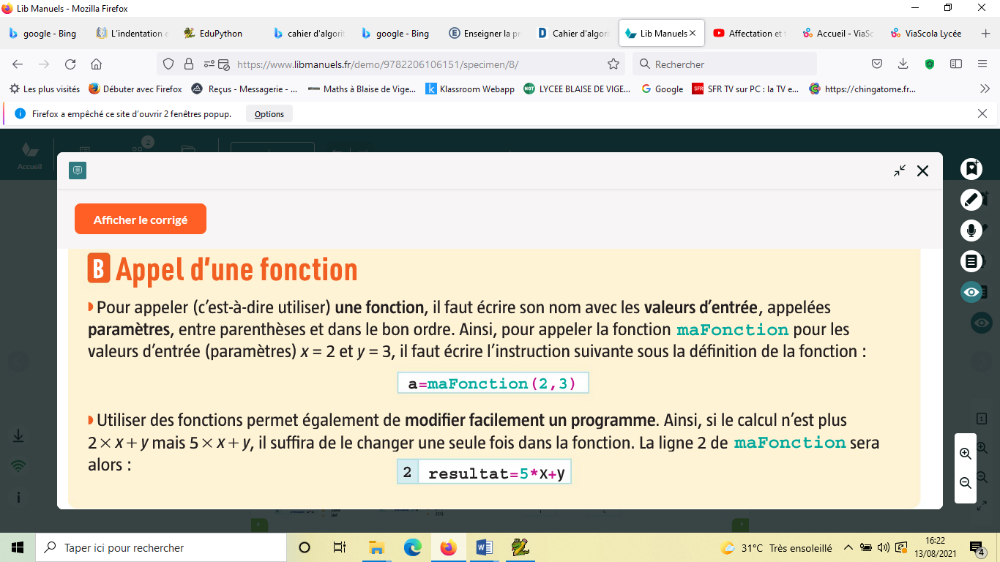 Lib Manuels - Mozilla Firefox
google - Bing
L'indentation e
EduPython
cahier d'algorit
google - Bing
Enseigner la pr
Cahier d'algorit
Lib Manuels
Affectation et t
Accueil - ViaSc
ViaScola Lycée
https://www.libmanuels.fr/demo/9782206106151/specimen/8/
Rechercher
Les plus visités
Débuter avec Firefox
Reçus - Messagerie - ...
Maths à Blaise de Vige...
Klassroom Webapp
LYCEE BLAISE DE VIGE...
Google
SFR TV sur PC : la TV e...
https://chingatome.fr...
Firefox a empêché ce site d'ouvrir 2 fenêtres popup.
Options
2
Accueil
Afficher le corrigé
B Appel d'une fonction
Pour appeler (c'est-à-dire utiliser) une fonction, il faut écrire son nom avec les valeurs d'entrée, appelées
paramètres, entre parenthèses et dans le bon ordre. Ainsi, pour appeler la fonction maFonction pour les
valeurs d'entrée (paramètres) x = 2 et y = 3, il faut écrire l'instruction suivante sous la définition de la fonction :
a=maFonction(2,3)
Utiliser des fonctions permet également de modifier facilement un programme. Ainsi, si le calcul n'est plus
2 × x + y mais 5 × x + y, il suffira de le changer une seule fois dans la fonction. La ligne 2 de maFonction sera
alors :
2 resultat=5*x+y
Taper ici pour rechercher
31°C Très ensoleillé
16:22
13/08/2021
4